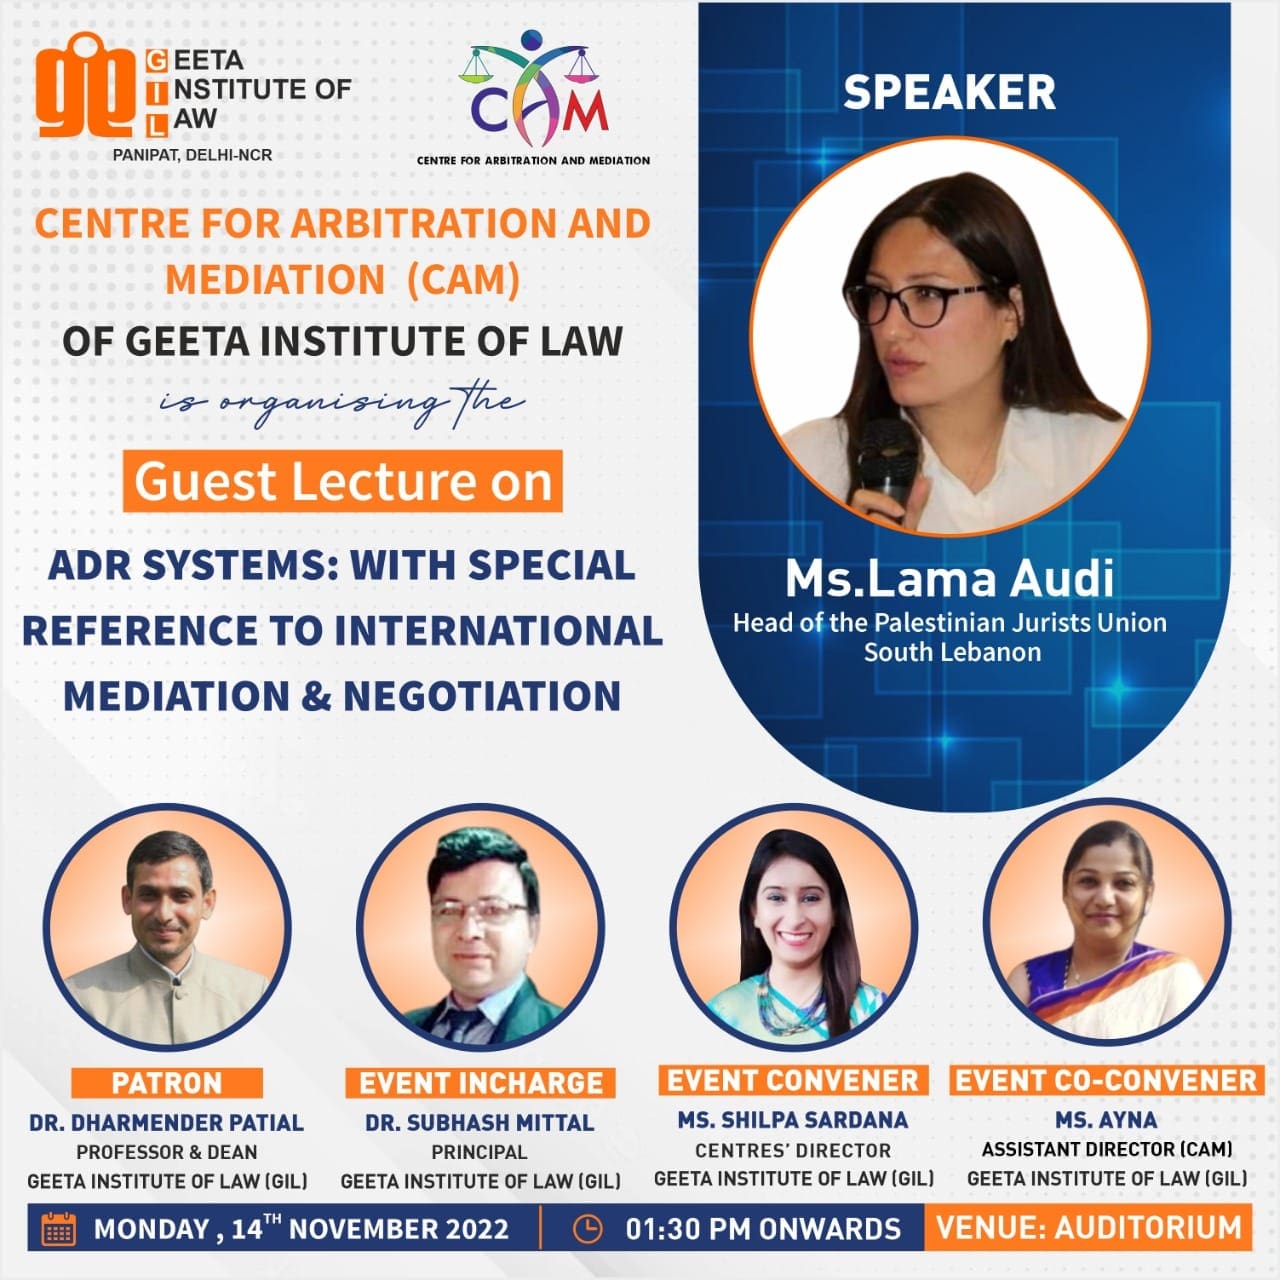 GEETA
INSTITUTE OF
LAW
PANIPAT, DELHI-NCR
CAM
CENTRE FOR ARBITRATION AND MEDIATION
CENTRE FOR ARBITRATION AND
MEDIATION (CAM)
OF GEETA INSTITUTE OF LAW
is organising the
Guest Lecture on
ADR SYSTEMS: WITH SPECIAL
REFERENCE TO INTERNATIONAL
MEDIATION & NEGOTIATION
SPEAKER
Ms.Lama Audi
Head of the Palestinian Jurists Union
South Lebanon
PATRON
DR. DHARMENDER PATIAL
PROFESSOR & DEAN
GEETA INSTITUTE OF LAW (GIL)
EVENT INCHARGE
DR. SUBHASH MITTAL
PRINCIPAL
GEETA INSTITUTE OF LAW (GIL)
EVENT CONVENER
MS. SHILPA SARDANA
CENTRES' DIRECTOR
GEETA INSTITUTE OF LAW (GIL)
EVENT CO-CONVENER
MS. AYNA
ASSISTANT DIRECTOR (CAM)
GEETA INSTITUTE OF LAW (GIL)
MONDAY , 14TH NOVEMBER 2022
01:30 PM ONWARDS
VENUE: AUDITORIUM